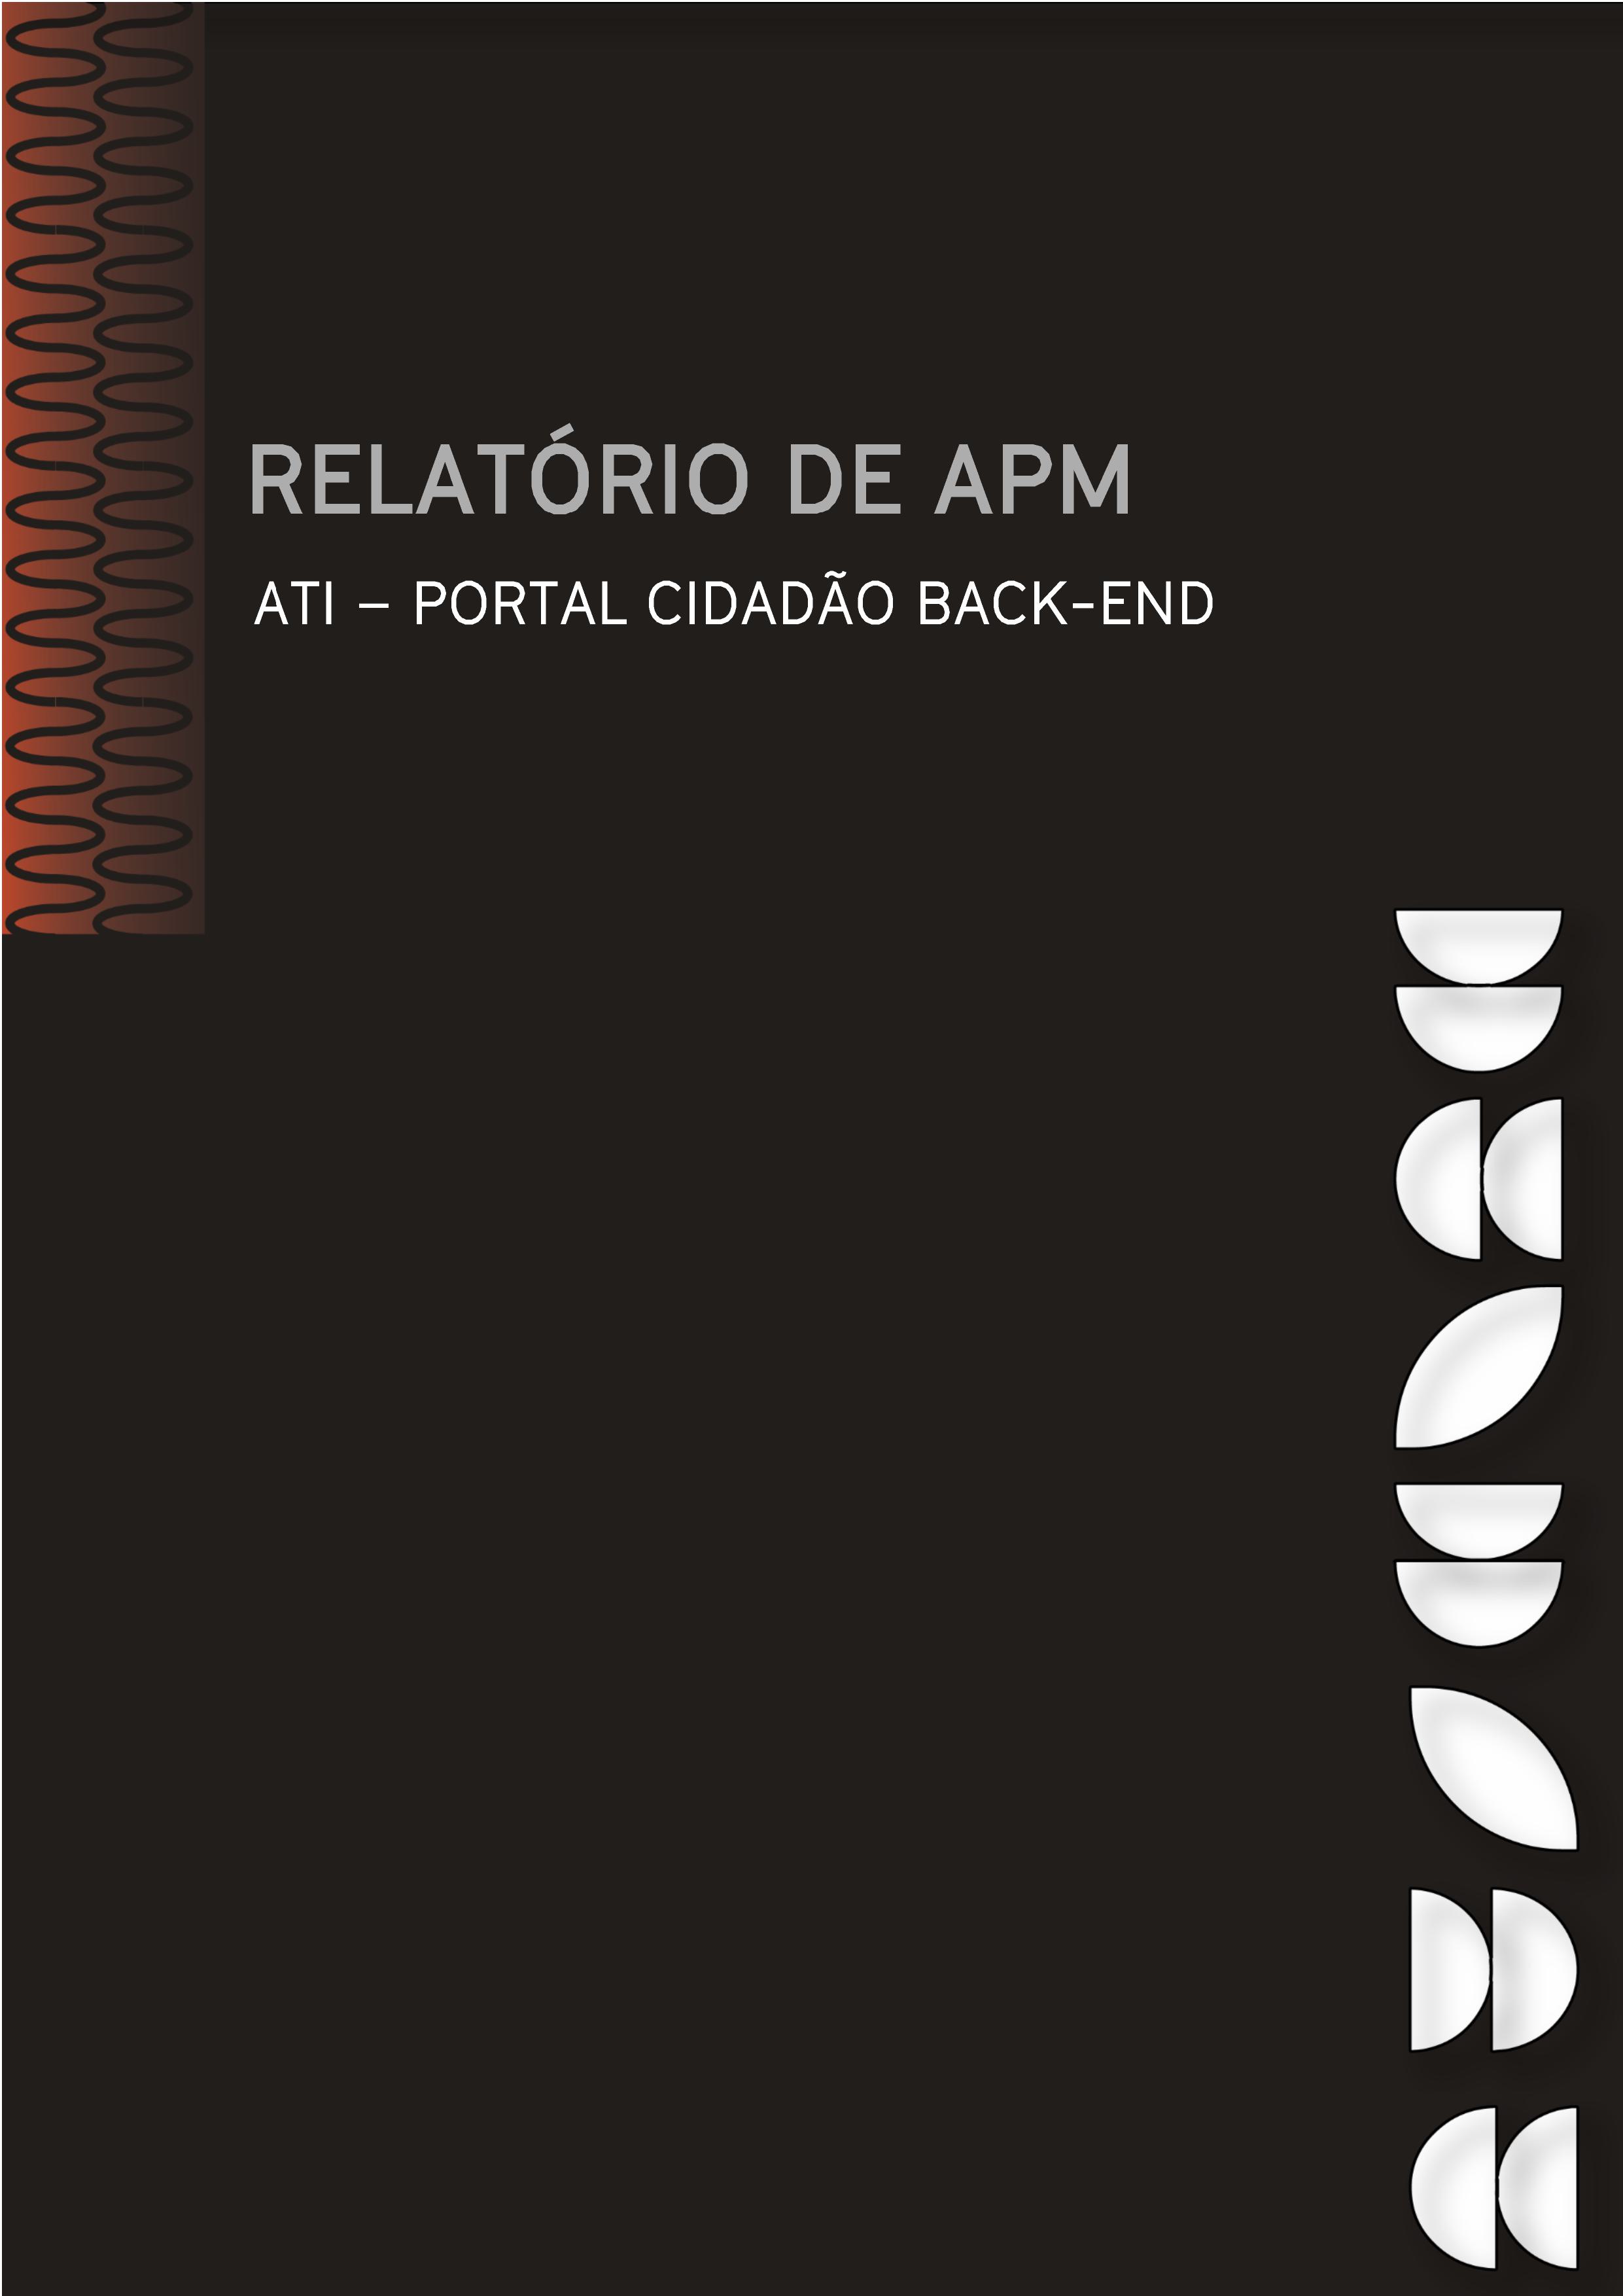 RELATÓRIO DE APM
ATI – PORTAL CIDADÃO BACK-END